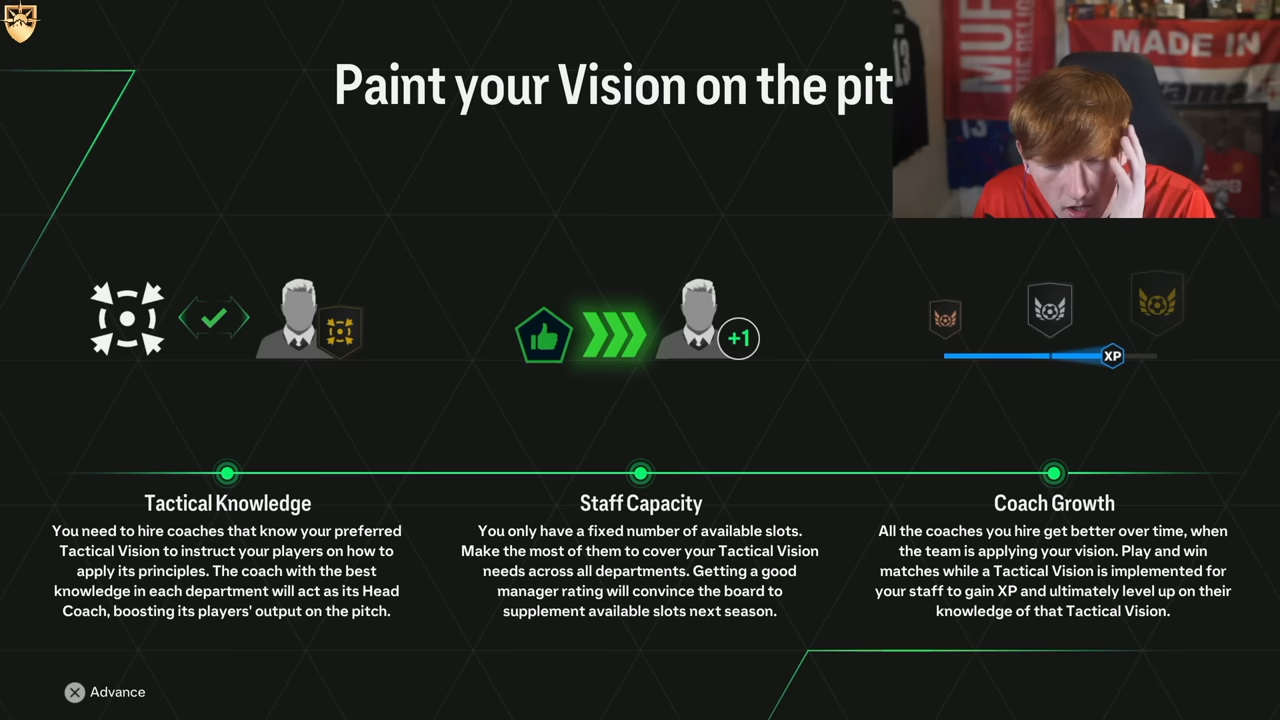 Paint your Vision on the pit
MUF
THE RELIG
MADE IN
13
+1
XP
Tactical Knowledge
You need to hire coaches that know your preferred
Tactical Vision to instruct your players on how to
apply its principles. The coach with the best
knowledge in each department will act as its Head
Coach, boosting its players' output on the pitch.
Staff Capacity
You only have a fixed number of available slots.
Make the most of them to cover your Tactical Vision
needs across all departments. Getting a good
manager rating will convince the board to
supplement available slots next season.
Coach Growth
All the coaches you hire get better over time, when
the team is applying your vision. Play and win
matches while a Tactical Vision is implemented for
your staff to gain XP and ultimately level up on their
knowledge of that Tactical Vision.
Advance